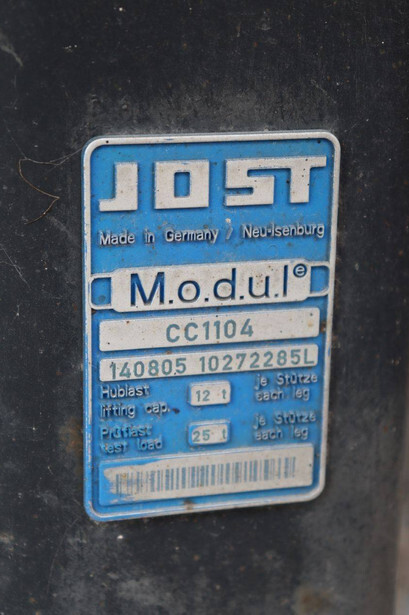 JOST
Made in Germany / Neu-Isenburg
M.o.d.u.l e
CC1104
140805 10272285L
Hublast 12 t je Stütze
lifting cap. each leg
Prüflast 25 t je Stütze
test load each leg